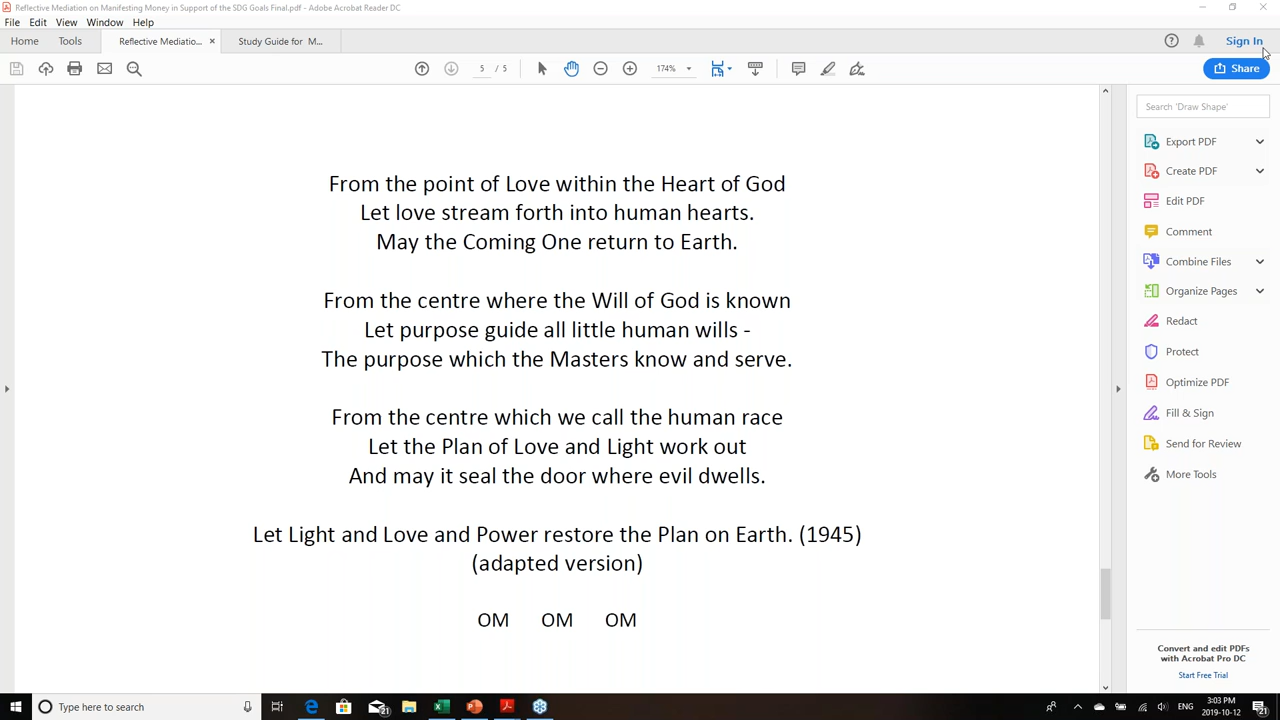 Reflective Mediation on Manifesting Money in Support of the SDG Goals Final.pdf - Adobe Acrobat Reader DC
File Edit View Window Help
Home Tools Reflective Mediatio... × Study Guide for M... Sign In
5 / 5 174% Share
Search 'Draw Shape'
Export PDF
Create PDF
Edit PDF
Comment
Combine Files
Organize Pages
Redact
Protect
Optimize PDF
Fill & Sign
Send for Review
More Tools
From the point of Love within the Heart of God
Let love stream forth into human hearts.
May the Coming One return to Earth.
From the centre where the Will of God is known
Let purpose guide all little human wills -
The purpose which the Masters know and serve.
From the centre which we call the human race
Let the Plan of Love and Light work out
And may it seal the door where evil dwells.
Let Light and Love and Power restore the Plan on Earth. (1945)
(adapted version)
OM OM OM
Convert and edit PDFs
with Acrobat Pro DC
Start Free Trial
Type here to search
21
ENG
3:03 PM
2019-10-12
21